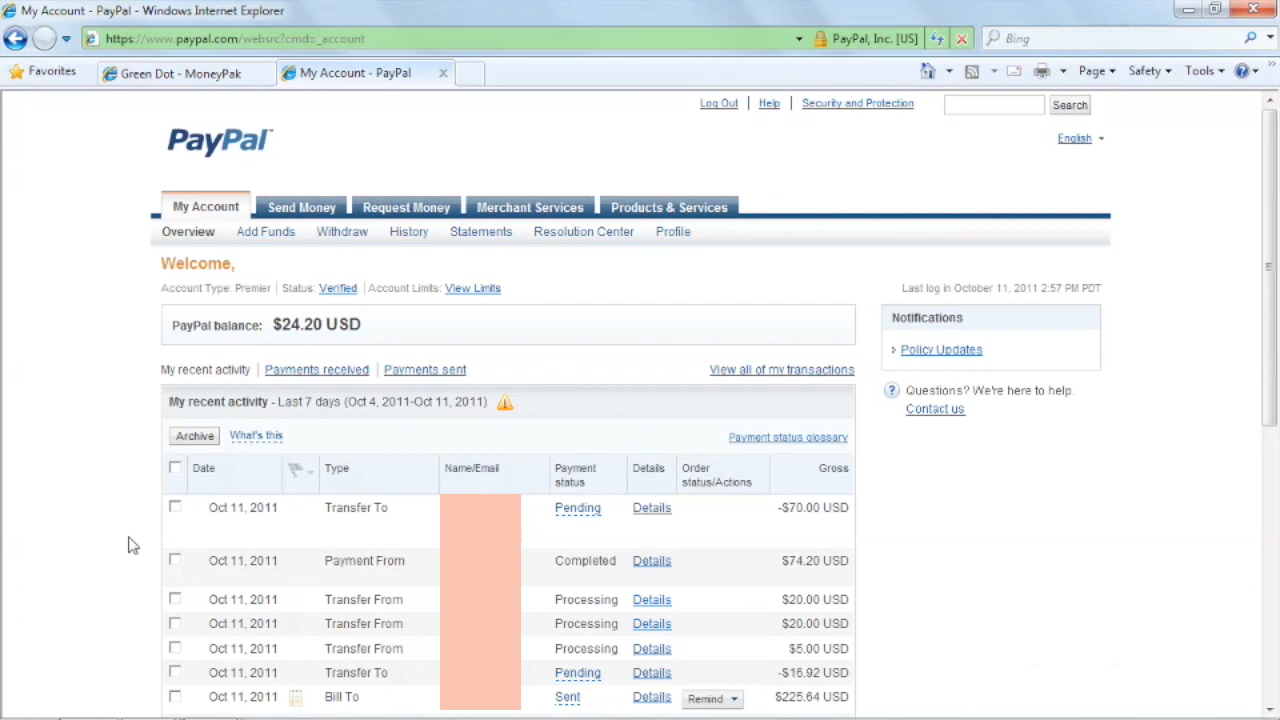 My Account - PayPal - Windows Internet Explorer
https://www.paypal.com/websrc?cmd=_account
PayPal, Inc. [US]
Bing
Favorites
Green Dot - MoneyPak
My Account - PayPal
Page
Safety
Tools
Log Out
Help
Security and Protection
Search
PayPal
English
My Account
Send Money
Request Money
Merchant Services
Products & Services
Overview
Add Funds
Withdraw
History
Statements
Resolution Center
Profile
Welcome,
Account Type: Premier
Status: Verified
Account Limits: View Limits
Last log in October 11, 2011 2:57 PM PDT
PayPal balance: $24.20 USD
Notifications
Policy Updates
My recent activity
Payments received
Payments sent
View all of my transactions
? Questions? We're here to help.
Contact us
My recent activity - Last 7 days (Oct 4, 2011-Oct 11, 2011)
Archive
What's this
Payment status glossary
Date Type Name/Email Payment status Details Order status/Actions Gross
Oct 11, 2011 Transfer To Pending Details -$70.00 USD
Oct 11, 2011 Payment From Completed Details $74.20 USD
Oct 11, 2011 Transfer From Processing Details $20.00 USD
Oct 11, 2011 Transfer From Processing Details $20.00 USD
Oct 11, 2011 Transfer From Processing Details $5.00 USD
Oct 11, 2011 Transfer To Pending Details -$16.92 USD
Oct 11, 2011 Bill To Sent Details Remind $225.64 USD